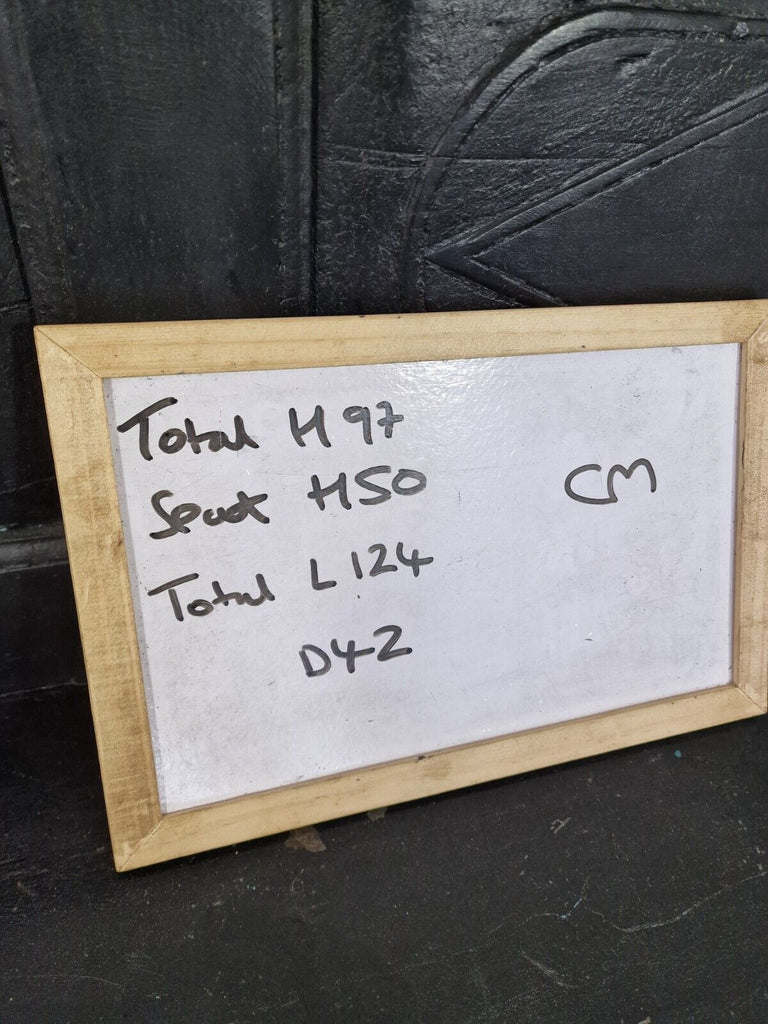 Total H 97
Seat H50
CM
Total L 124
D42